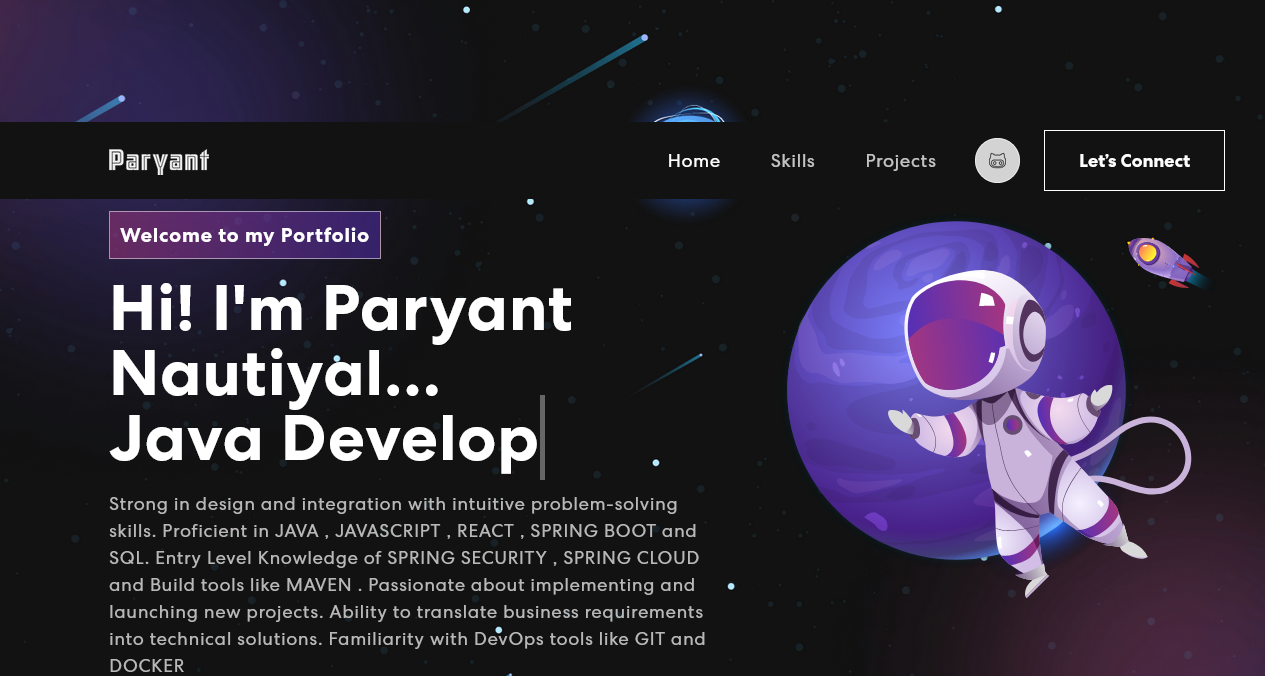 Paryant
Home
Skills
Projects
Let's Connect
Welcome to my Portfolio
Hi! I'm Paryant
Nautiyal...
Java Develop
Strong in design and integration with intuitive problem-solving
skills. Proficient in JAVA , JAVASCRIPT , REACT , SPRING BOOT and
SQL. Entry Level Knowledge of SPRING SECURITY , SPRING CLOUD
and Build tools like MAVEN . Passionate about implementing and
launching new projects. Ability to translate business requirements
into technical solutions. Familiarity with DevOps tools like GIT and
DOCKER